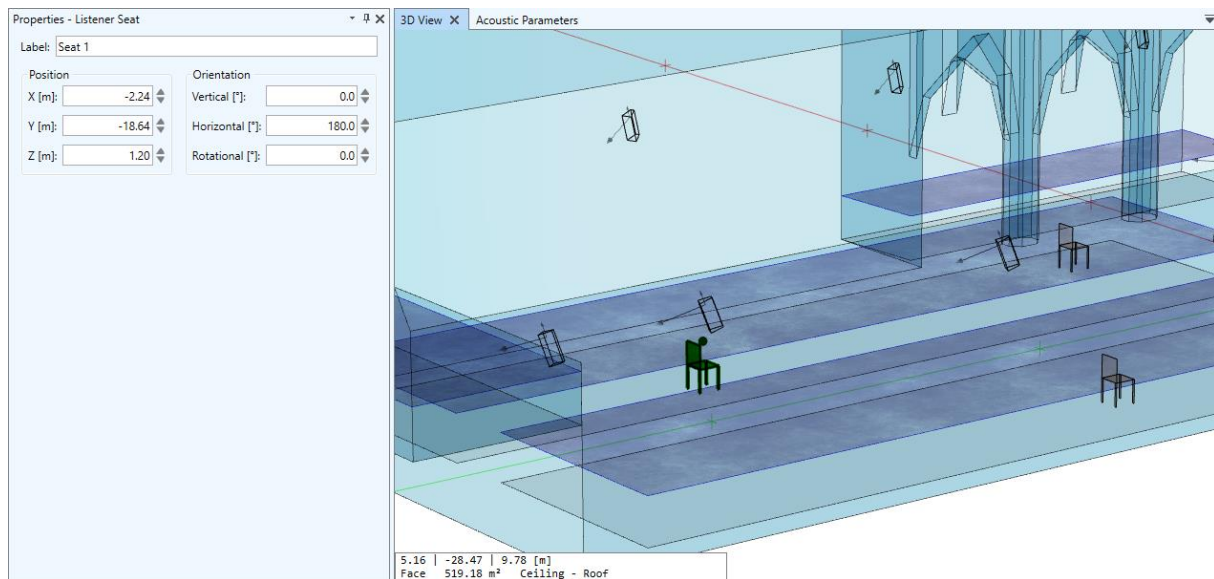 Properties - Listener Seat
3D View
Acoustic Parameters
Label: Seat 1
Position
Orientation
X [m]: -2.24
Vertical [°]: 0.0
Y [m]: -18.64
Horizontal [°]: 180.0
Z [m]: 1.20
Rotational [°]: 0.0
5.16 | -28.47 | 9.78 [m]
Face 519.18 m² Ceiling - Roof